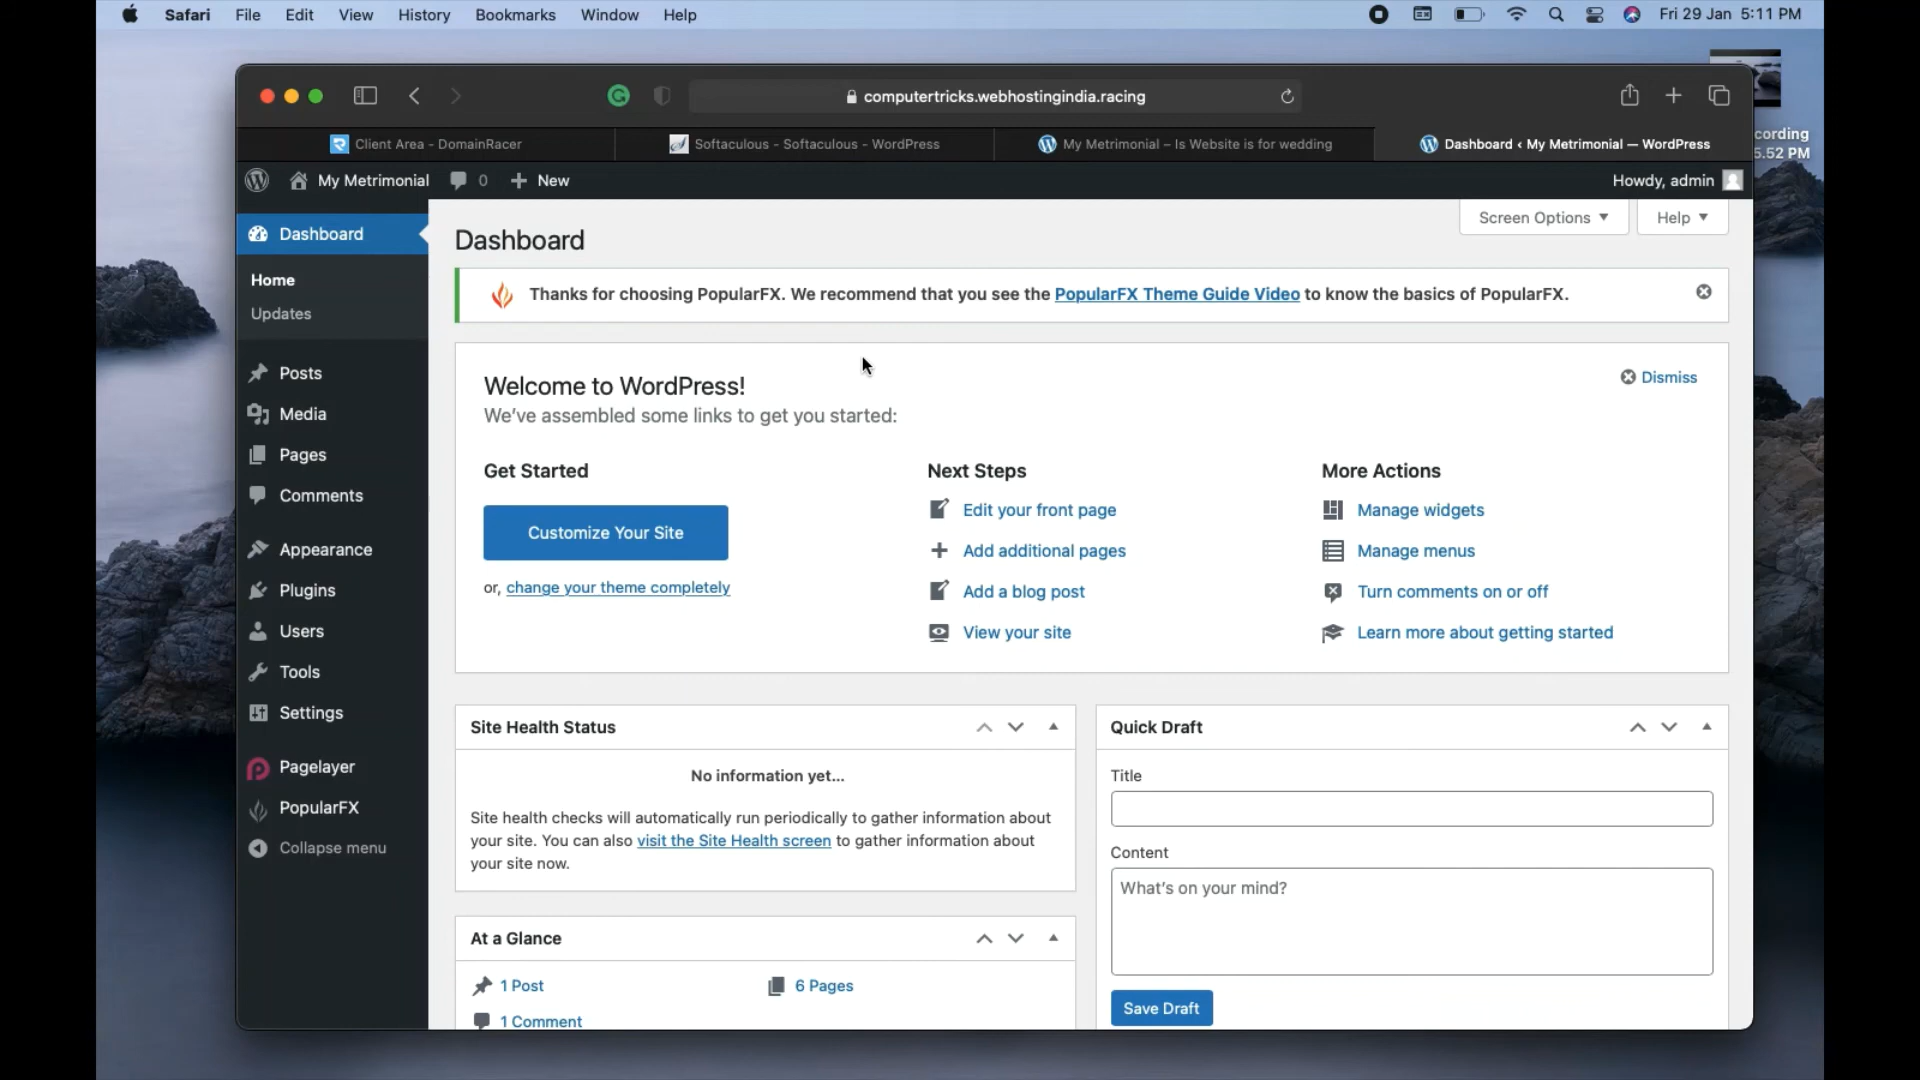 Safari File Edit View History Bookmarks Window Help
Fri 29 Jan 5:11 PM
computertricks.webhostingindia.racing
cording
5.52 PM
Client Area - DomainRacer
Softaculous - Softaculous - WordPress
My Metrimonial – Is Website is for wedding
Dashboard ‹ My Metrimonial — WordPress
My Metrimonial 0 New
Howdy, admin
Dashboard
Home
Updates
Posts
Media
Pages
Comments
Appearance
Plugins
Users
Tools
Settings
Pagelayer
PopularFX
Collapse menu
Screen Options
Help
Dashboard
Thanks for choosing PopularFX. We recommend that you see the PopularFX Theme Guide Video to know the basics of PopularFX.
Welcome to WordPress!
Dismiss
We've assembled some links to get you started:
Get Started
Customize Your Site
or, change your theme completely
Next Steps
Edit your front page
Add additional pages
Add a blog post
View your site
More Actions
Manage widgets
Manage menus
Turn comments on or off
Learn more about getting started
Site Health Status
No information yet...
Site health checks will automatically run periodically to gather information about
your site. You can also visit the Site Health screen to gather information about
your site now.
At a Glance
1 Post
6 Pages
1 Comment
Quick Draft
Title
Content
What's on your mind?
Save Draft